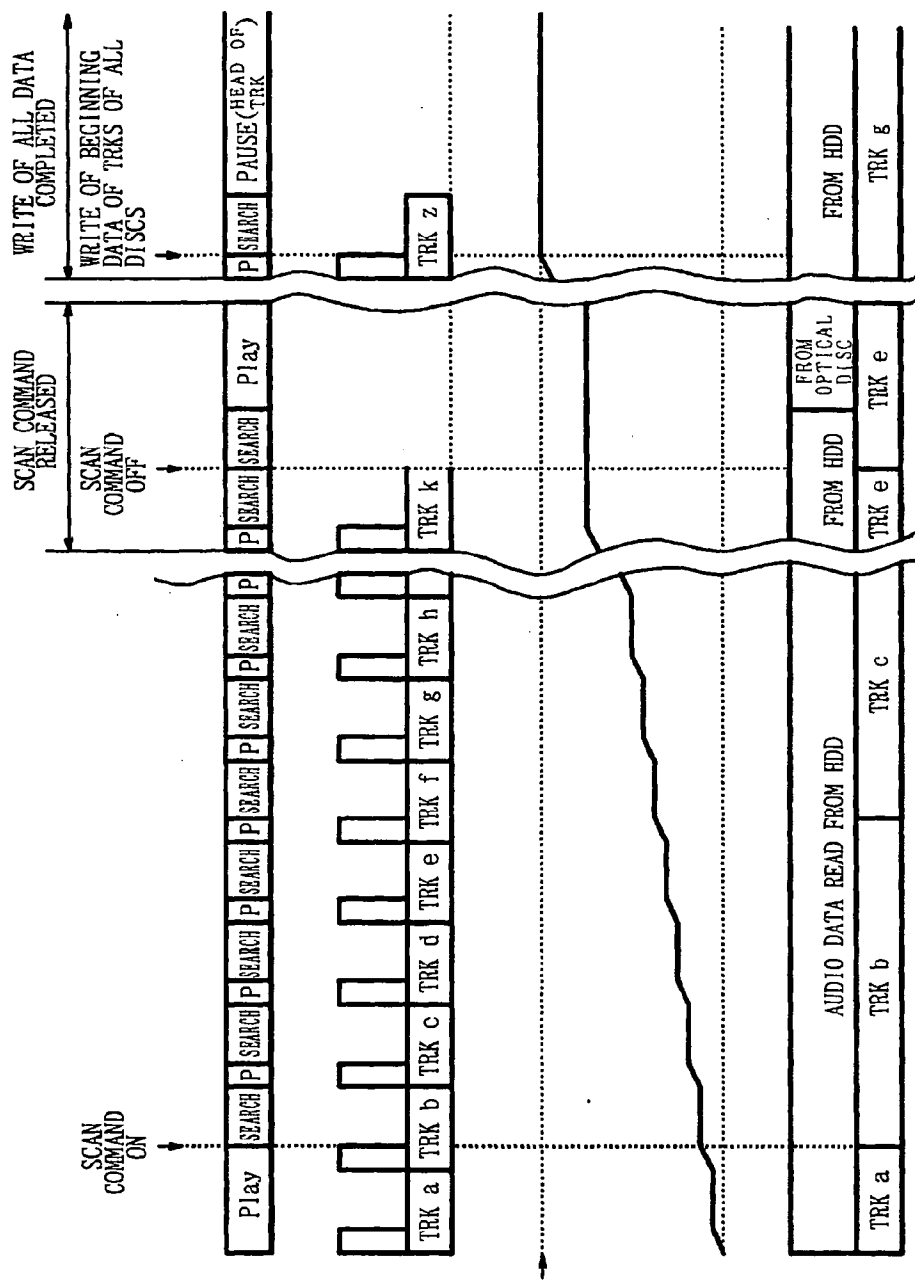 WRITE OF ALL DATA
COMPLETED
SCAN COMMAND
RELEASED
SCAN
COMMAND
ON
SCAN
COMMAND
OFF
WRITE OF BEGINNING
DATA OF TRKS OF ALL
DISCS
Play SEARCH P SEARCH P SEARCH P SEARCH P SEARCH P SEARCH P SEARCH P P SEARCH SEARCH Play P SEARCH PAUSE(HEAD OF TRK)
TRK a TRK b TRK c TRK d TRK e TRK f TRK g TRK h TRK k TRK z
AUDIO DATA READ FROM HDD FROM HDD FROM OPTICAL DISC FROM HDD
TRK a TRK b TRK c TRK e TRK e TRK g